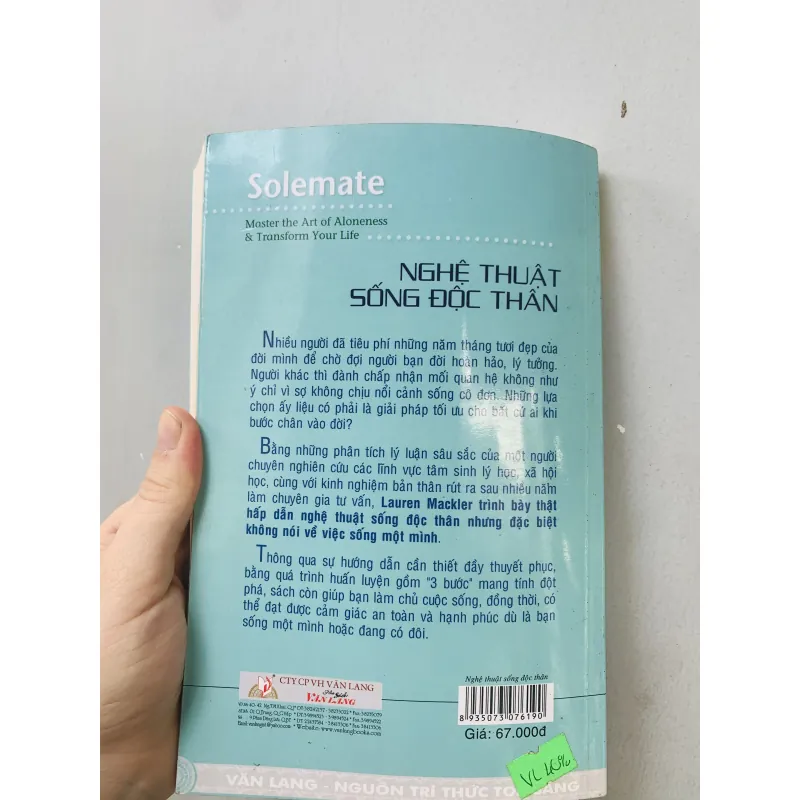 Solemate
Master the Art of Aloneness
& Transform Your Life
NGHỆ THUẬT
SỐNG ĐỘC THÂN
Nhiều người đã tiêu phí những năm tháng tươi đẹp của
đời mình để chờ đợi người bạn đời hoàn hảo, lý tưởng.
Người khác thì đành chấp nhận mối quan hệ không như
ý chỉ vì sợ không chịu nổi cảnh sống cô đơn. Những lựa
chọn ấy liệu có phải là giải pháp tối ưu cho bất cứ ai khi
bước chân vào đời?
Bằng những phân tích lý luận sâu sắc của một người
chuyên nghiên cứu các lĩnh vực tâm sinh lý học, xã hội
học, cùng với kinh nghiệm bản thân rút ra sau nhiều năm
làm chuyên gia tư vấn, Lauren Mackler trình bày thật
hấp dẫn nghệ thuật sống độc thân nhưng đặc biệt
không nói về việc sống một mình.
Thông qua sự hướng dẫn cần thiết đầy thuyết phục,
bằng quá trình huấn luyện gồm "3 bước" mang tính đột
phá, sách còn giúp bạn làm chủ cuộc sống, đồng thời, có
thể đạt được cảm giác an toàn và hạnh phúc dù là bạn
sống một mình hoặc đang có đôi.
CTY CP VH VĂN LANG
Nhà sách
VĂN LANG
Nghệ thuật sống độc thân
8 935073 076190
Giá: 67.000đ
VL
VĂN LANG - NGUỒN TRI THỨC